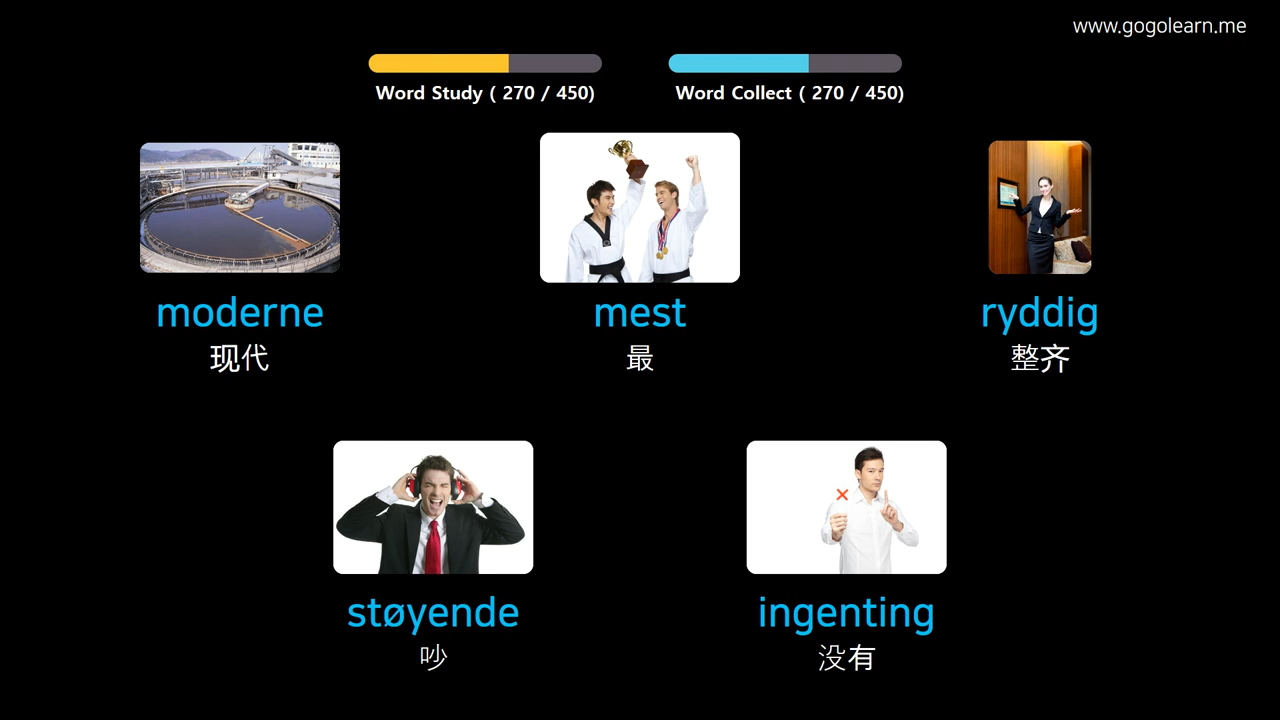 www.gogolearn.me
Word Study ( 270 / 450)
Word Collect ( 270 / 450)
moderne
现代
mest
最
ryddig
整齐
støyende
吵
ingenting
没有